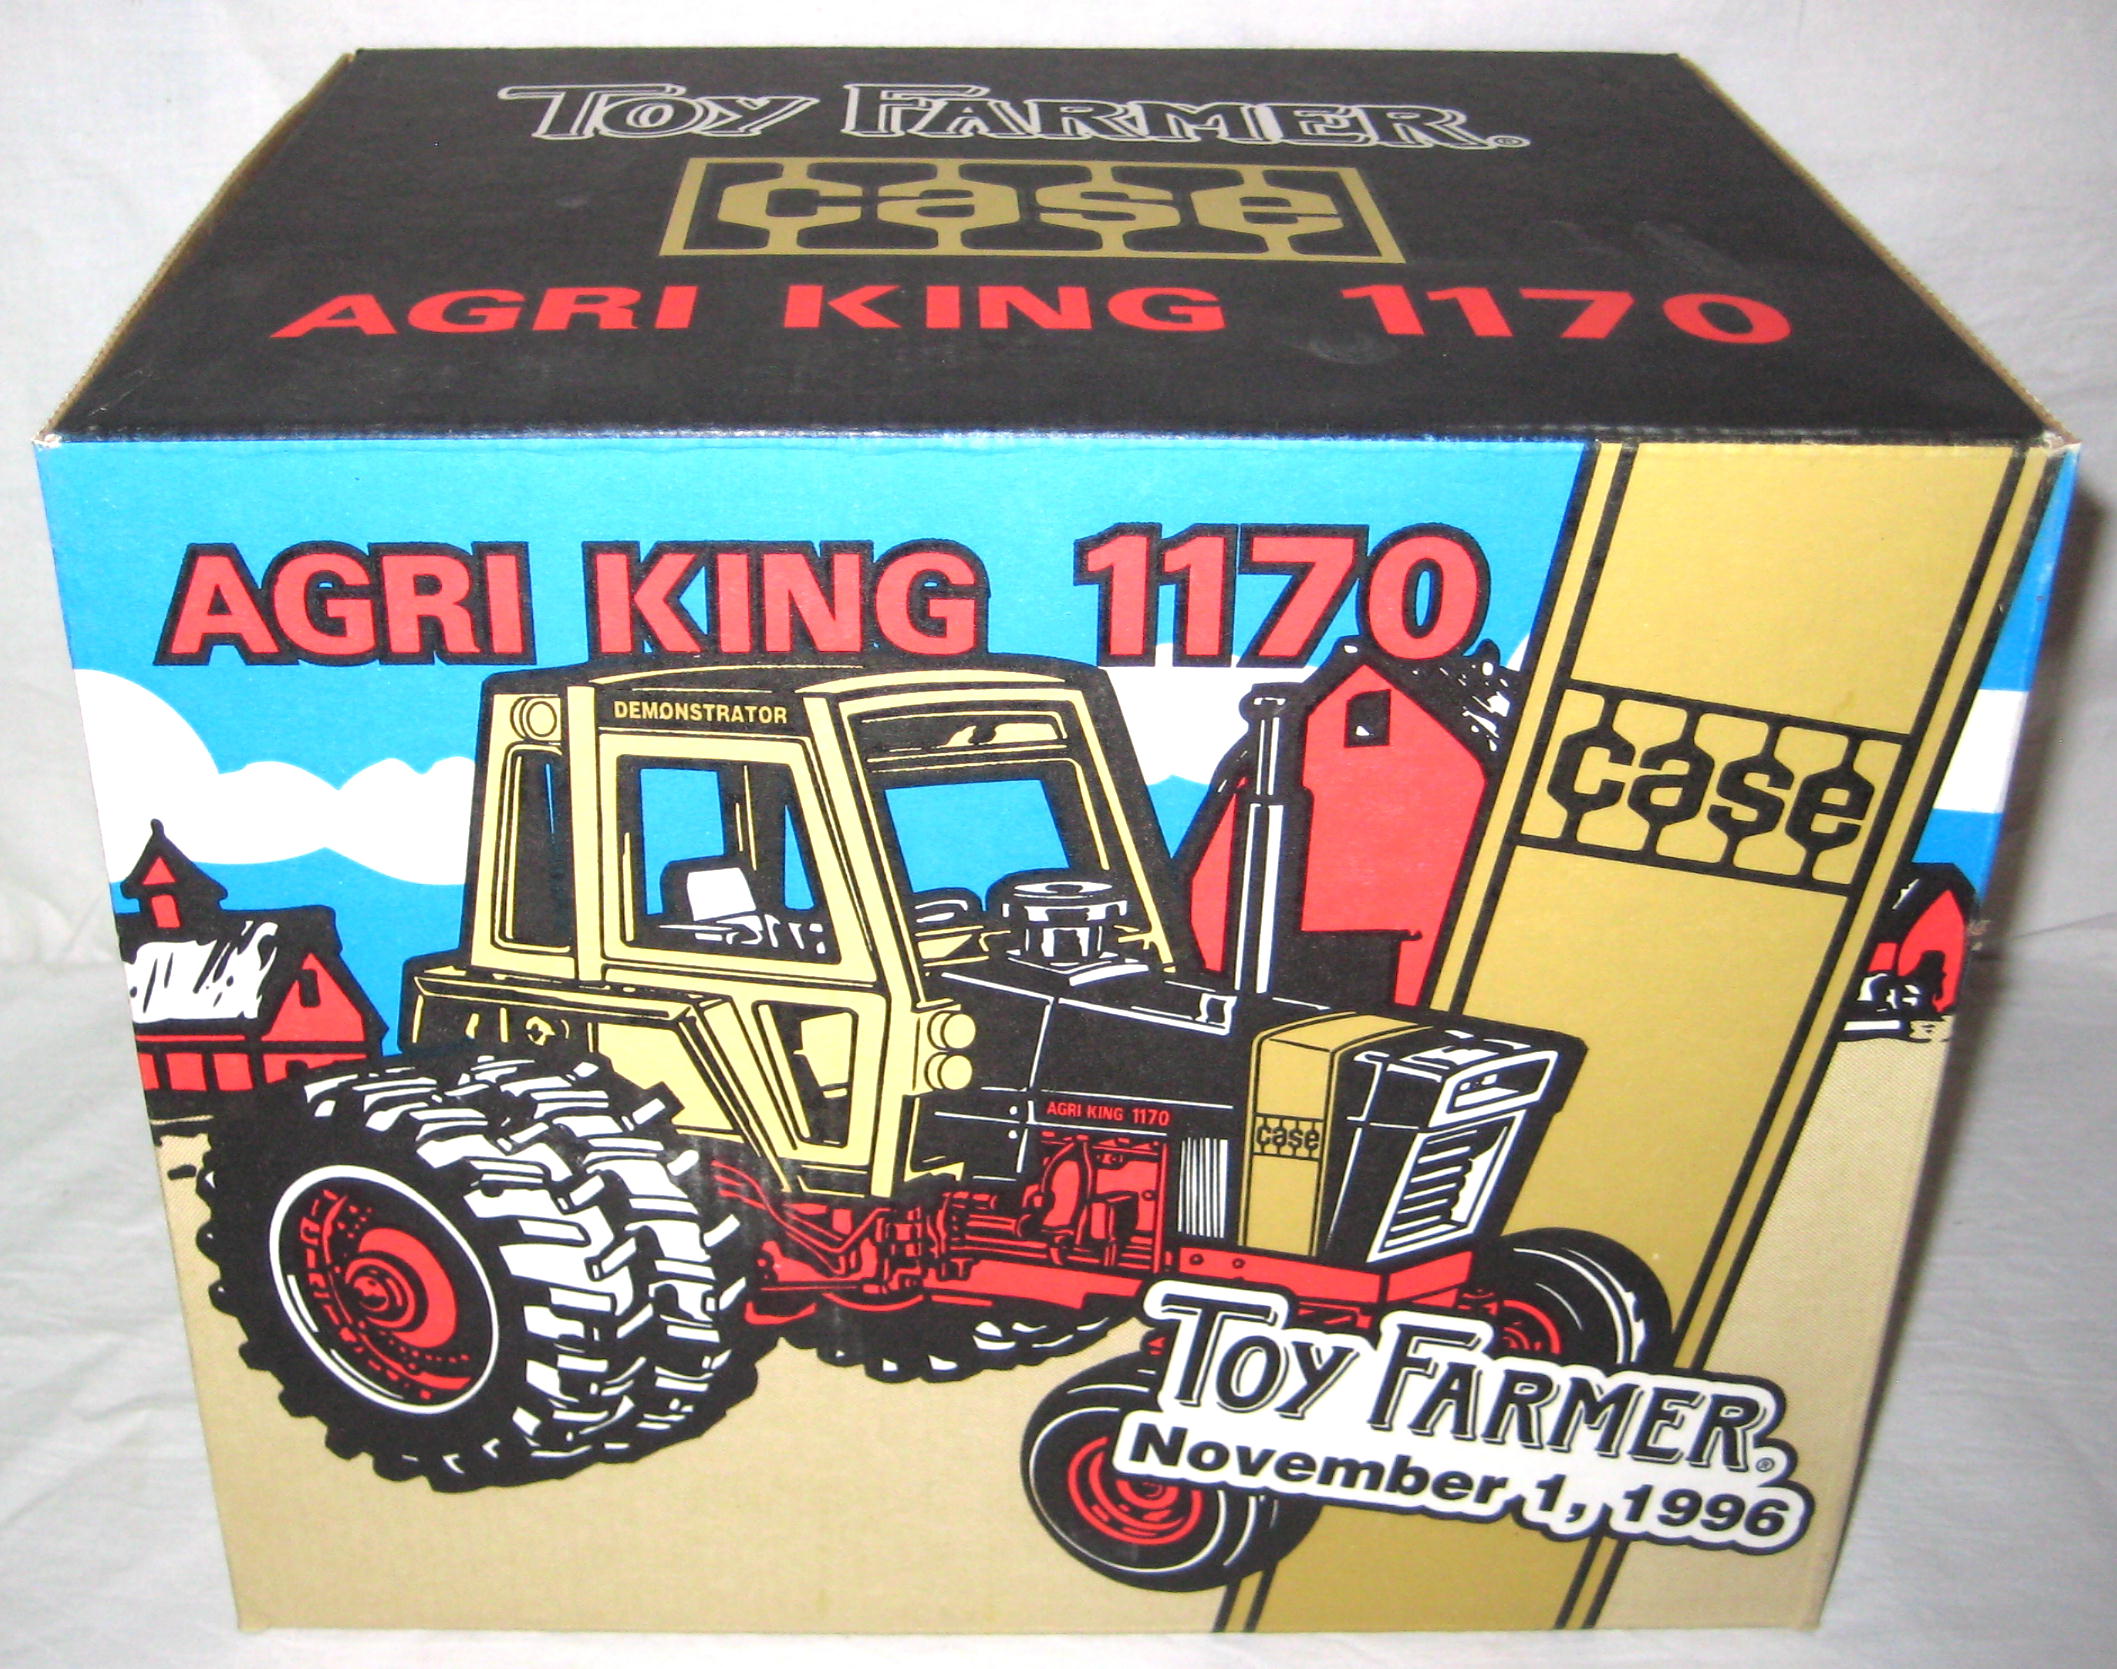 TOY FARMER®
case
AGRI KING 1170
AGRI KING 1170
DEMONSTRATOR
case
AGRI KING 1170
case
TOY FARMER®
November 1, 1996